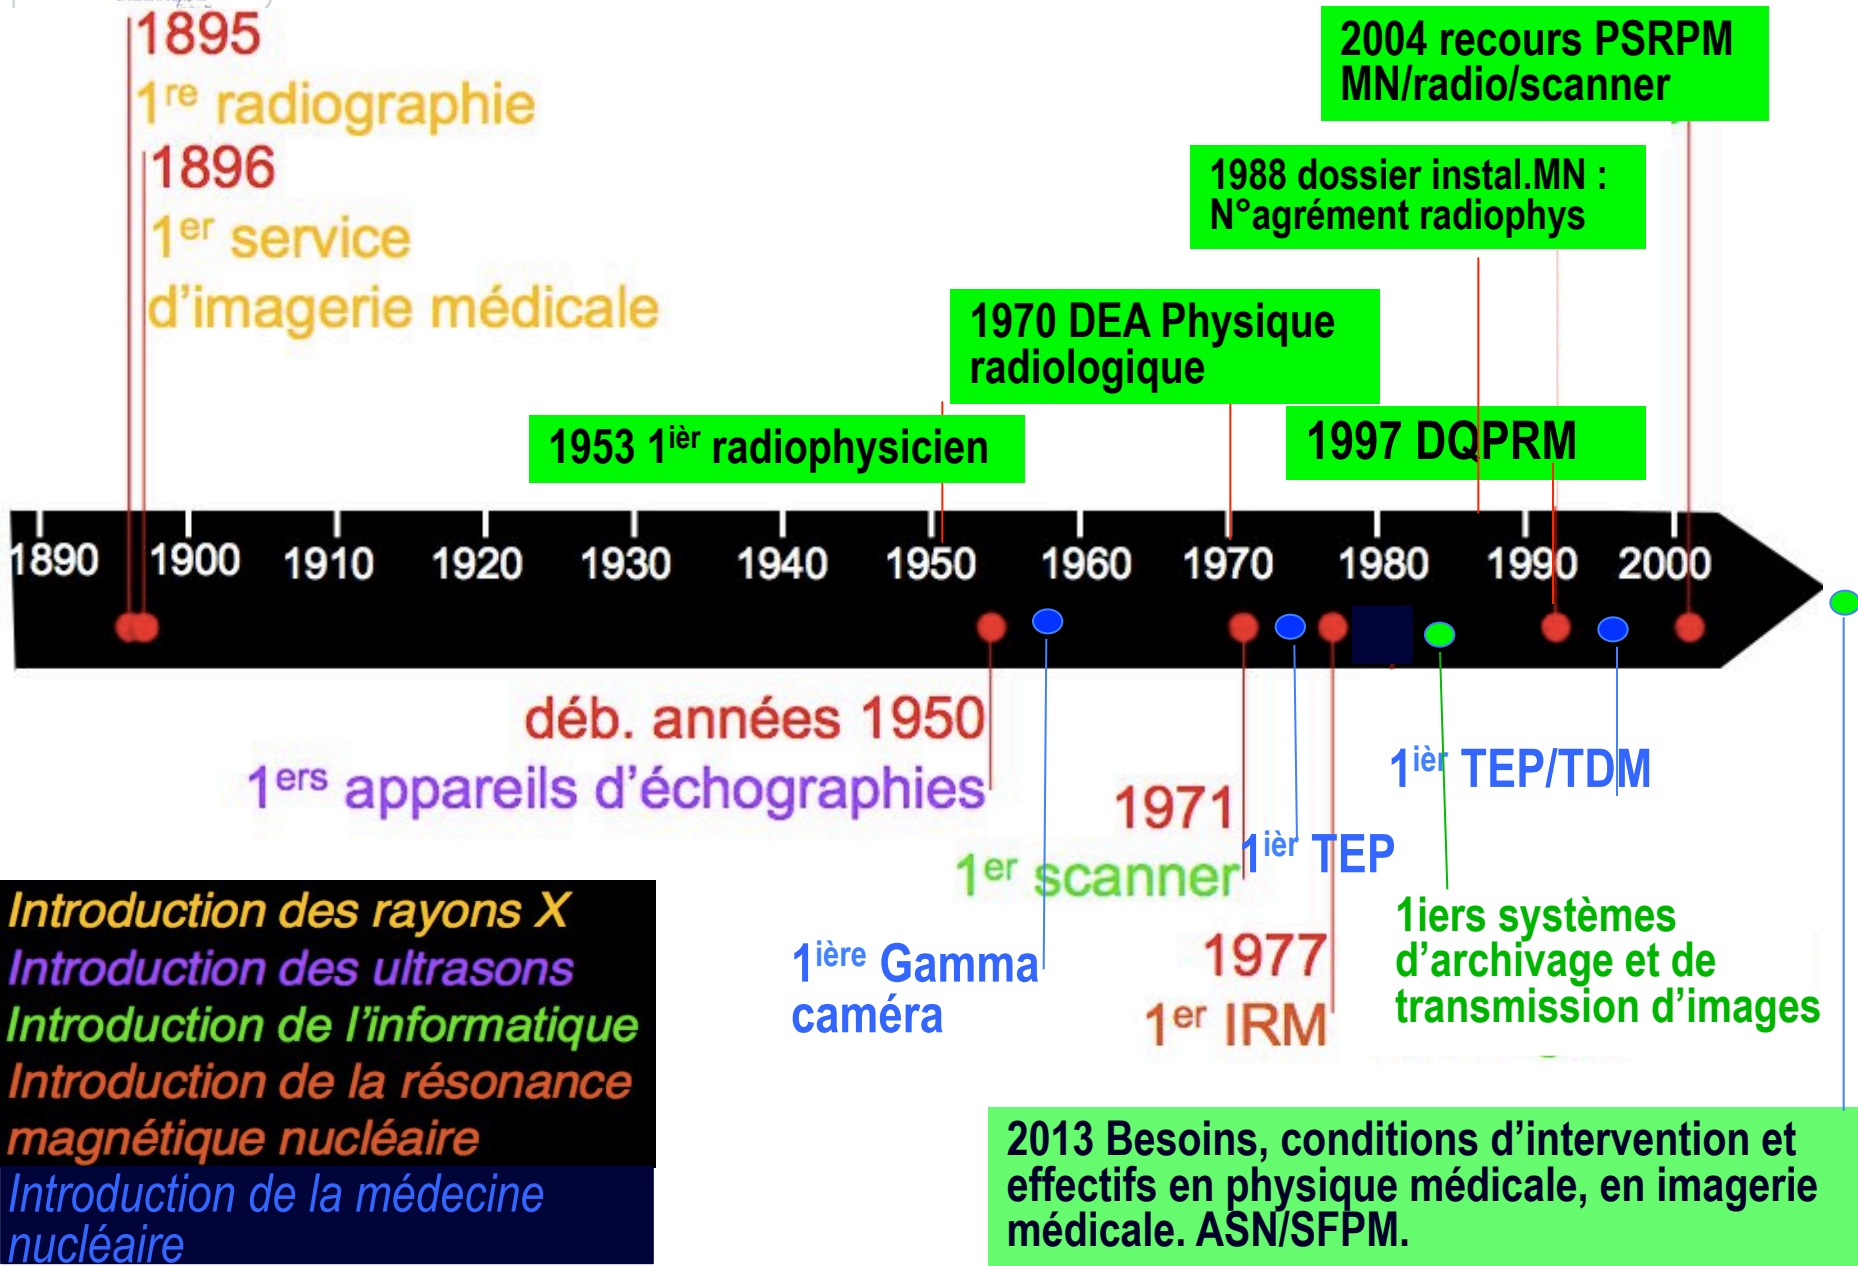 1895
1re radiographie
1896
1er service
d'imagerie médicale
2004 recours PSRPM
MN/radio/scanner
1988 dossier instal.MN :
N°agrément radiophys
1970 DEA Physique
radiologique
1953 1ièr radiophysicien
1997 DQPRM
1890 1900 1910 1920 1930 1940 1950 1960 1970 1980 1990 2000
déb. années 1950
1ers appareils d'échographies
1ière Gamma
caméra
1971
1er scanner
1ièr TEP
1977
1er IRM
1ièr TEP/TDM
1iers systèmes
d'archivage et de
transmission d'images
Introduction des rayons X
Introduction des ultrasons
Introduction de l'informatique
Introduction de la résonance
magnétique nucléaire
Introduction de la médecine
nucléaire
2013 Besoins, conditions d'intervention et
effectifs en physique médicale, en imagerie
médicale. ASN/SFPM.